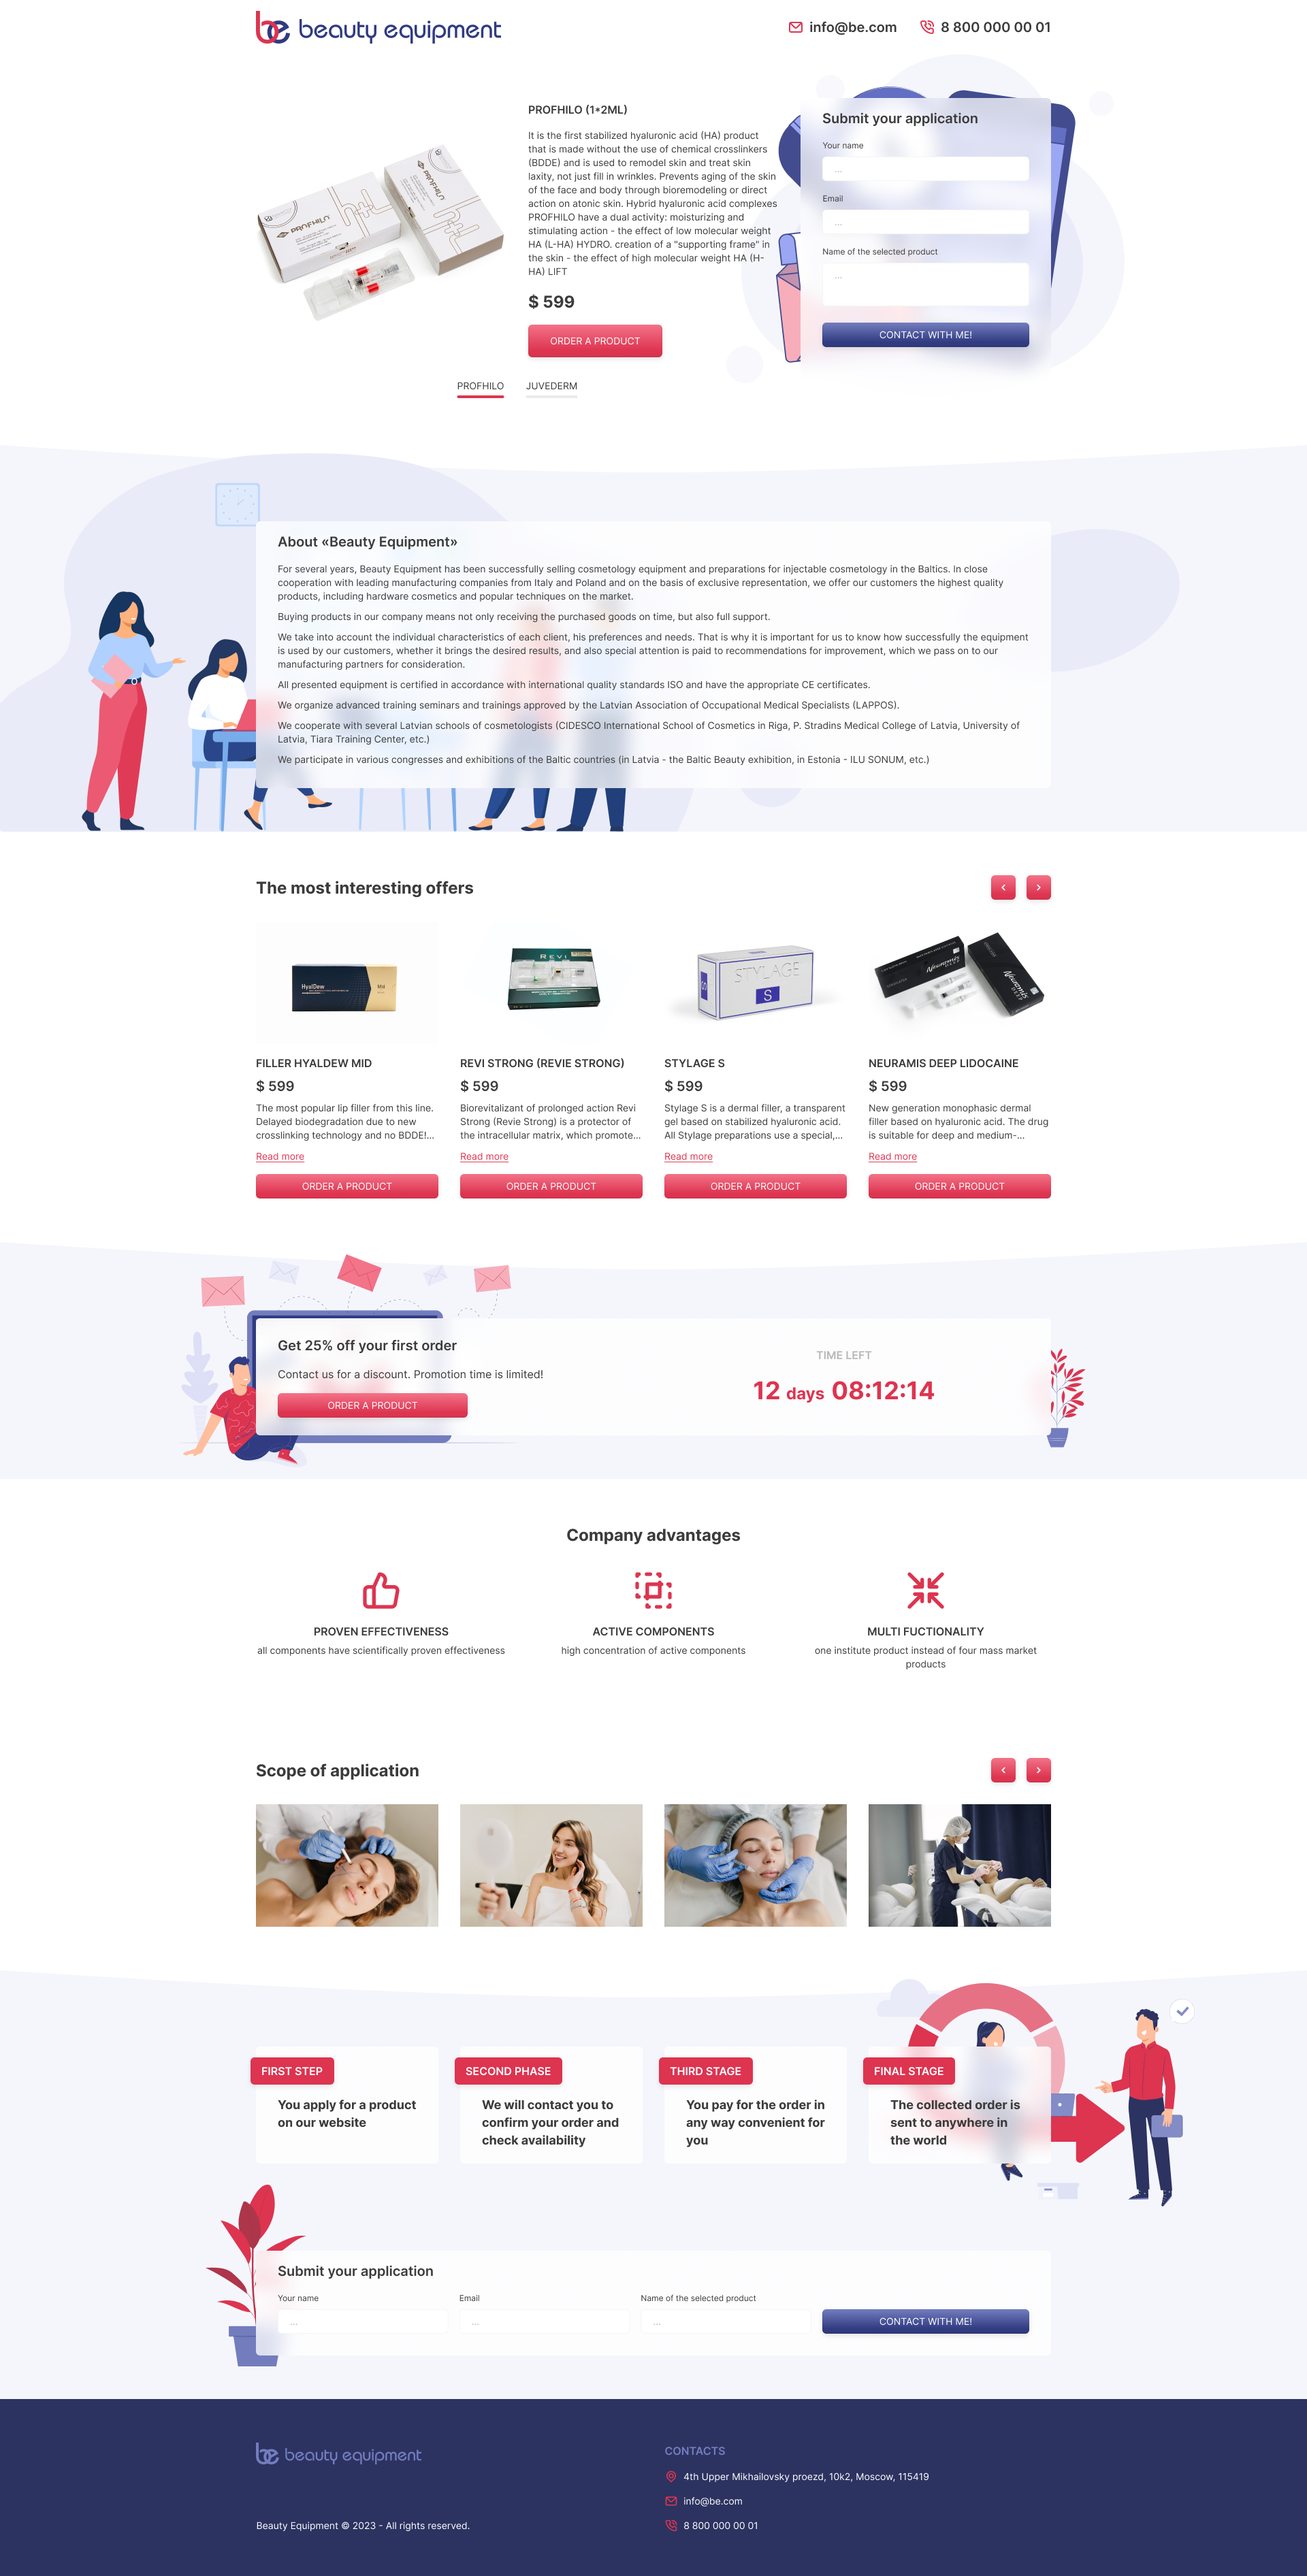 be beauty equipment
info@be.com
8 800 000 00 01
PROFHILO (1*2ML)
It is the first stabilized hyaluronic acid (HA) product
that is made without the use of chemical crosslinkers
(BDDE) and is used to remodel skin and treat skin
laxity, not just fill in wrinkles. Prevents aging of the skin
of the face and body through bioremodeling or direct
action on atonic skin. Hybrid hyaluronic acid complexes
PROFHILO have a dual activity: moisturizing and
stimulating action - the effect of low molecular weight
HA (L-HA) HYDRO. creation of a "supporting frame" in
the skin - the effect of high molecular weight HA (H-
HA) LIFT
$ 599
ORDER A PRODUCT
PROFHILO
JUVEDERM
Submit your application
Your name
...
Email
...
Name of the selected product
...
CONTACT WITH ME!
PROFHILO
PROFHILO
About «Beauty Equipment»
For several years, Beauty Equipment has been successfully selling cosmetology equipment and preparations for injectable cosmetology in the Baltics. In close
cooperation with leading manufacturing companies from Italy and Poland and on the basis of exclusive representation, we offer our customers the highest quality
products, including hardware cosmetics and popular techniques on the market.
Buying products in our company means not only receiving the purchased goods on time, but also full support.
We take into account the individual characteristics of each client, his preferences and needs. That is why it is important for us to know how successfully the equipment
is used by our customers, whether it brings the desired results, and also special attention is paid to recommendations for improvement, which we pass on to our
manufacturing partners for consideration.
All presented equipment is certified in accordance with international quality standards ISO and have the appropriate CE certificates.
We organize advanced training seminars and trainings approved by the Latvian Association of Occupational Medical Specialists (LAPPOS).
We cooperate with several Latvian schools of cosmetologists (CIDESCO International School of Cosmetics in Riga, P. Stradins Medical College of Latvia, University of
Latvia, Tiara Training Center, etc.)
We participate in various congresses and exhibitions of the Baltic countries (in Latvia - the Baltic Beauty exhibition, in Estonia - ILU SONUM, etc.)
The most interesting offers
HyalDew
Mid
FILLER HYALDEW MID
$ 599
The most popular lip filler from this line.
Delayed biodegradation due to new
crosslinking technology and no BDDE!...
Read more
ORDER A PRODUCT
REVI
REVI STRONG (REVIE STRONG)
$ 599
Biorevitalizant of prolonged action Revi
Strong (Revie Strong) is a protector of
the intracellular matrix, which promote...
Read more
ORDER A PRODUCT
STYLAGE
S
STYLAGE S
$ 599
Stylage S is a dermal filler, a transparent
gel based on stabilized hyaluronic acid.
All Stylage preparations use a special,...
Read more
ORDER A PRODUCT
Neuramis
Neuramis
DEEP
NEURAMIS DEEP LIDOCAINE
$ 599
New generation monophasic dermal
filler based on hyaluronic acid. The drug
is suitable for deep and medium-...
Read more
ORDER A PRODUCT
Get 25% off your first order
Contact us for a discount. Promotion time is limited!
ORDER A PRODUCT
TIME LEFT
12 days 08:12:14
Company advantages
PROVEN EFFECTIVENESS
all components have scientifically proven effectiveness
ACTIVE COMPONENTS
high concentration of active components
MULTI FUCTIONALITY
one institute product instead of four mass market
products
Scope of application
FIRST STEP
You apply for a product
on our website
SECOND PHASE
We will contact you to
confirm your order and
check availability
THIRD STAGE
You pay for the order in
any way convenient for
you
FINAL STAGE
The collected order is
sent to anywhere in
the world
Submit your application
Your name
...
Email
...
Name of the selected product
...
CONTACT WITH ME!
be beauty equipment
Beauty Equipment © 2023 - All rights reserved.
CONTACTS
4th Upper Mikhailovsky proezd, 10k2, Moscow, 115419
info@be.com
8 800 000 00 01